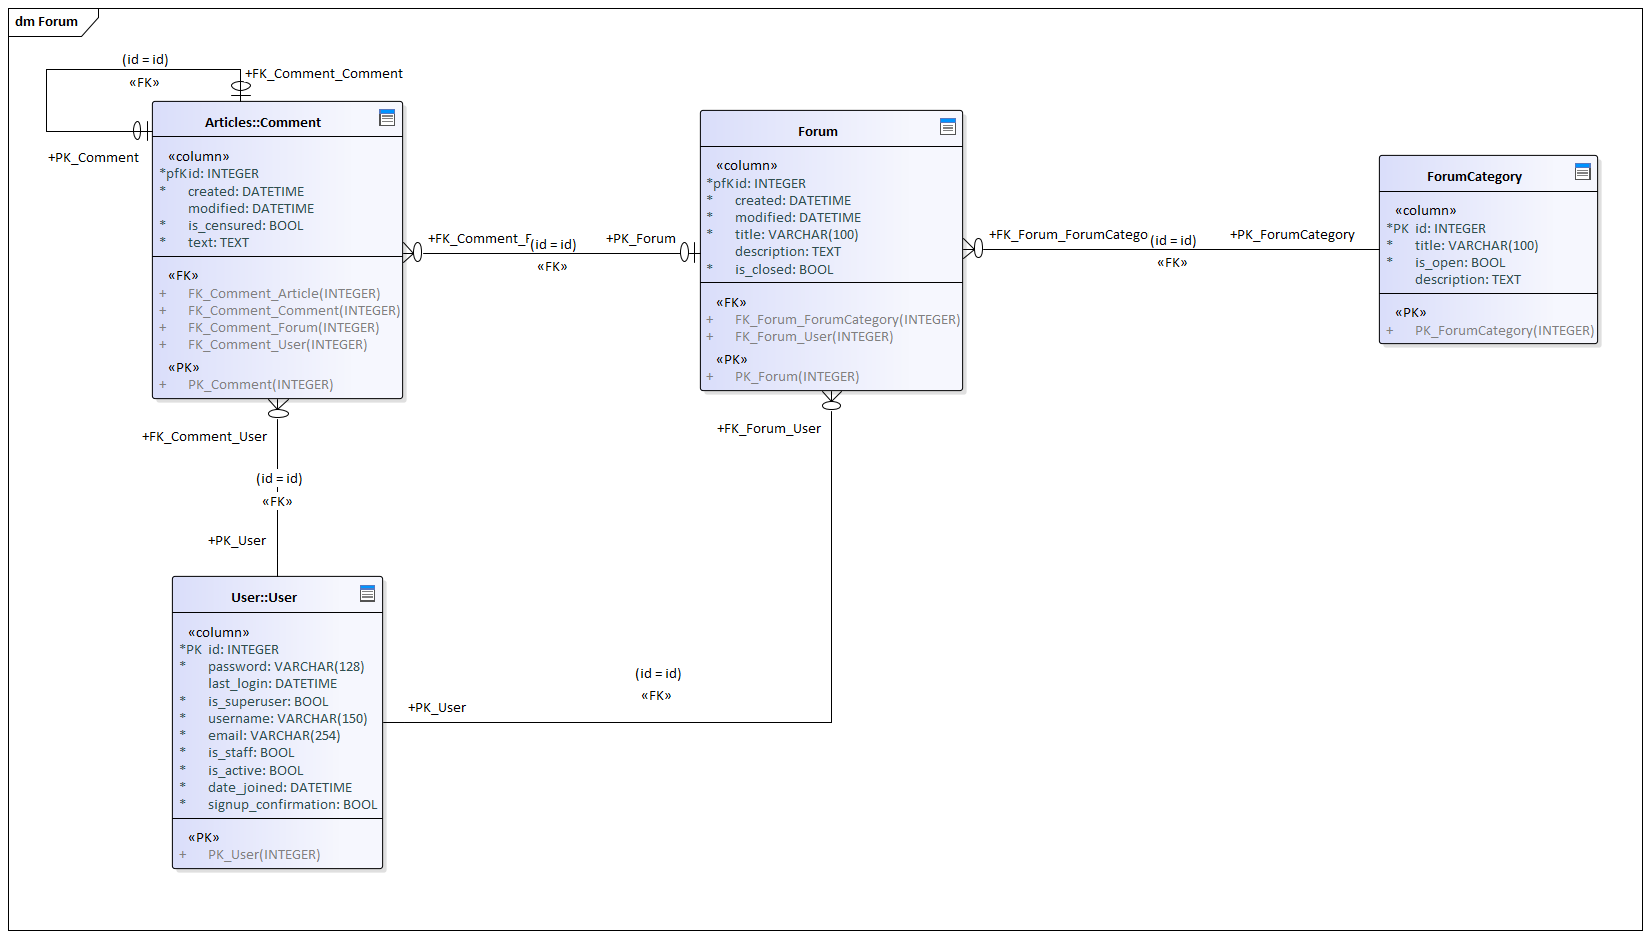 dm Forum
(id = id)
«FK»
+FK_Comment_Comment
+PK_Comment
Articles::Comment
«column»
*pfK id: INTEGER
* created: DATETIME
modified: DATETIME
* is_censured: BOOL
* text: TEXT
«FK»
+ FK_Comment_Article(INTEGER)
+ FK_Comment_Comment(INTEGER)
+ FK_Comment_Forum(INTEGER)
+ FK_Comment_User(INTEGER)
«PK»
+ PK_Comment(INTEGER)
+FK_Comment_F
(id = id)
«FK»
+PK_Forum
Forum
«column»
*pfK id: INTEGER
* created: DATETIME
* modified: DATETIME
* title: VARCHAR(100)
description: TEXT
* is_closed: BOOL
«FK»
+ FK_Forum_ForumCategory(INTEGER)
+ FK_Forum_User(INTEGER)
«PK»
+ PK_Forum(INTEGER)
+FK_Forum_ForumCatego
(id = id)
«FK»
+PK_ForumCategory
ForumCategory
«column»
*PK id: INTEGER
* title: VARCHAR(100)
* is_open: BOOL
description: TEXT
«PK»
+ PK_ForumCategory(INTEGER)
+FK_Comment_User
(id = id)
«FK»
+PK_User
+FK_Forum_User
(id = id)
«FK»
+PK_User
User::User
«column»
*PK id: INTEGER
* password: VARCHAR(128)
last_login: DATETIME
* is_superuser: BOOL
* username: VARCHAR(150)
* email: VARCHAR(254)
* is_staff: BOOL
* is_active: BOOL
* date_joined: DATETIME
* signup_confirmation: BOOL
«PK»
+ PK_User(INTEGER)